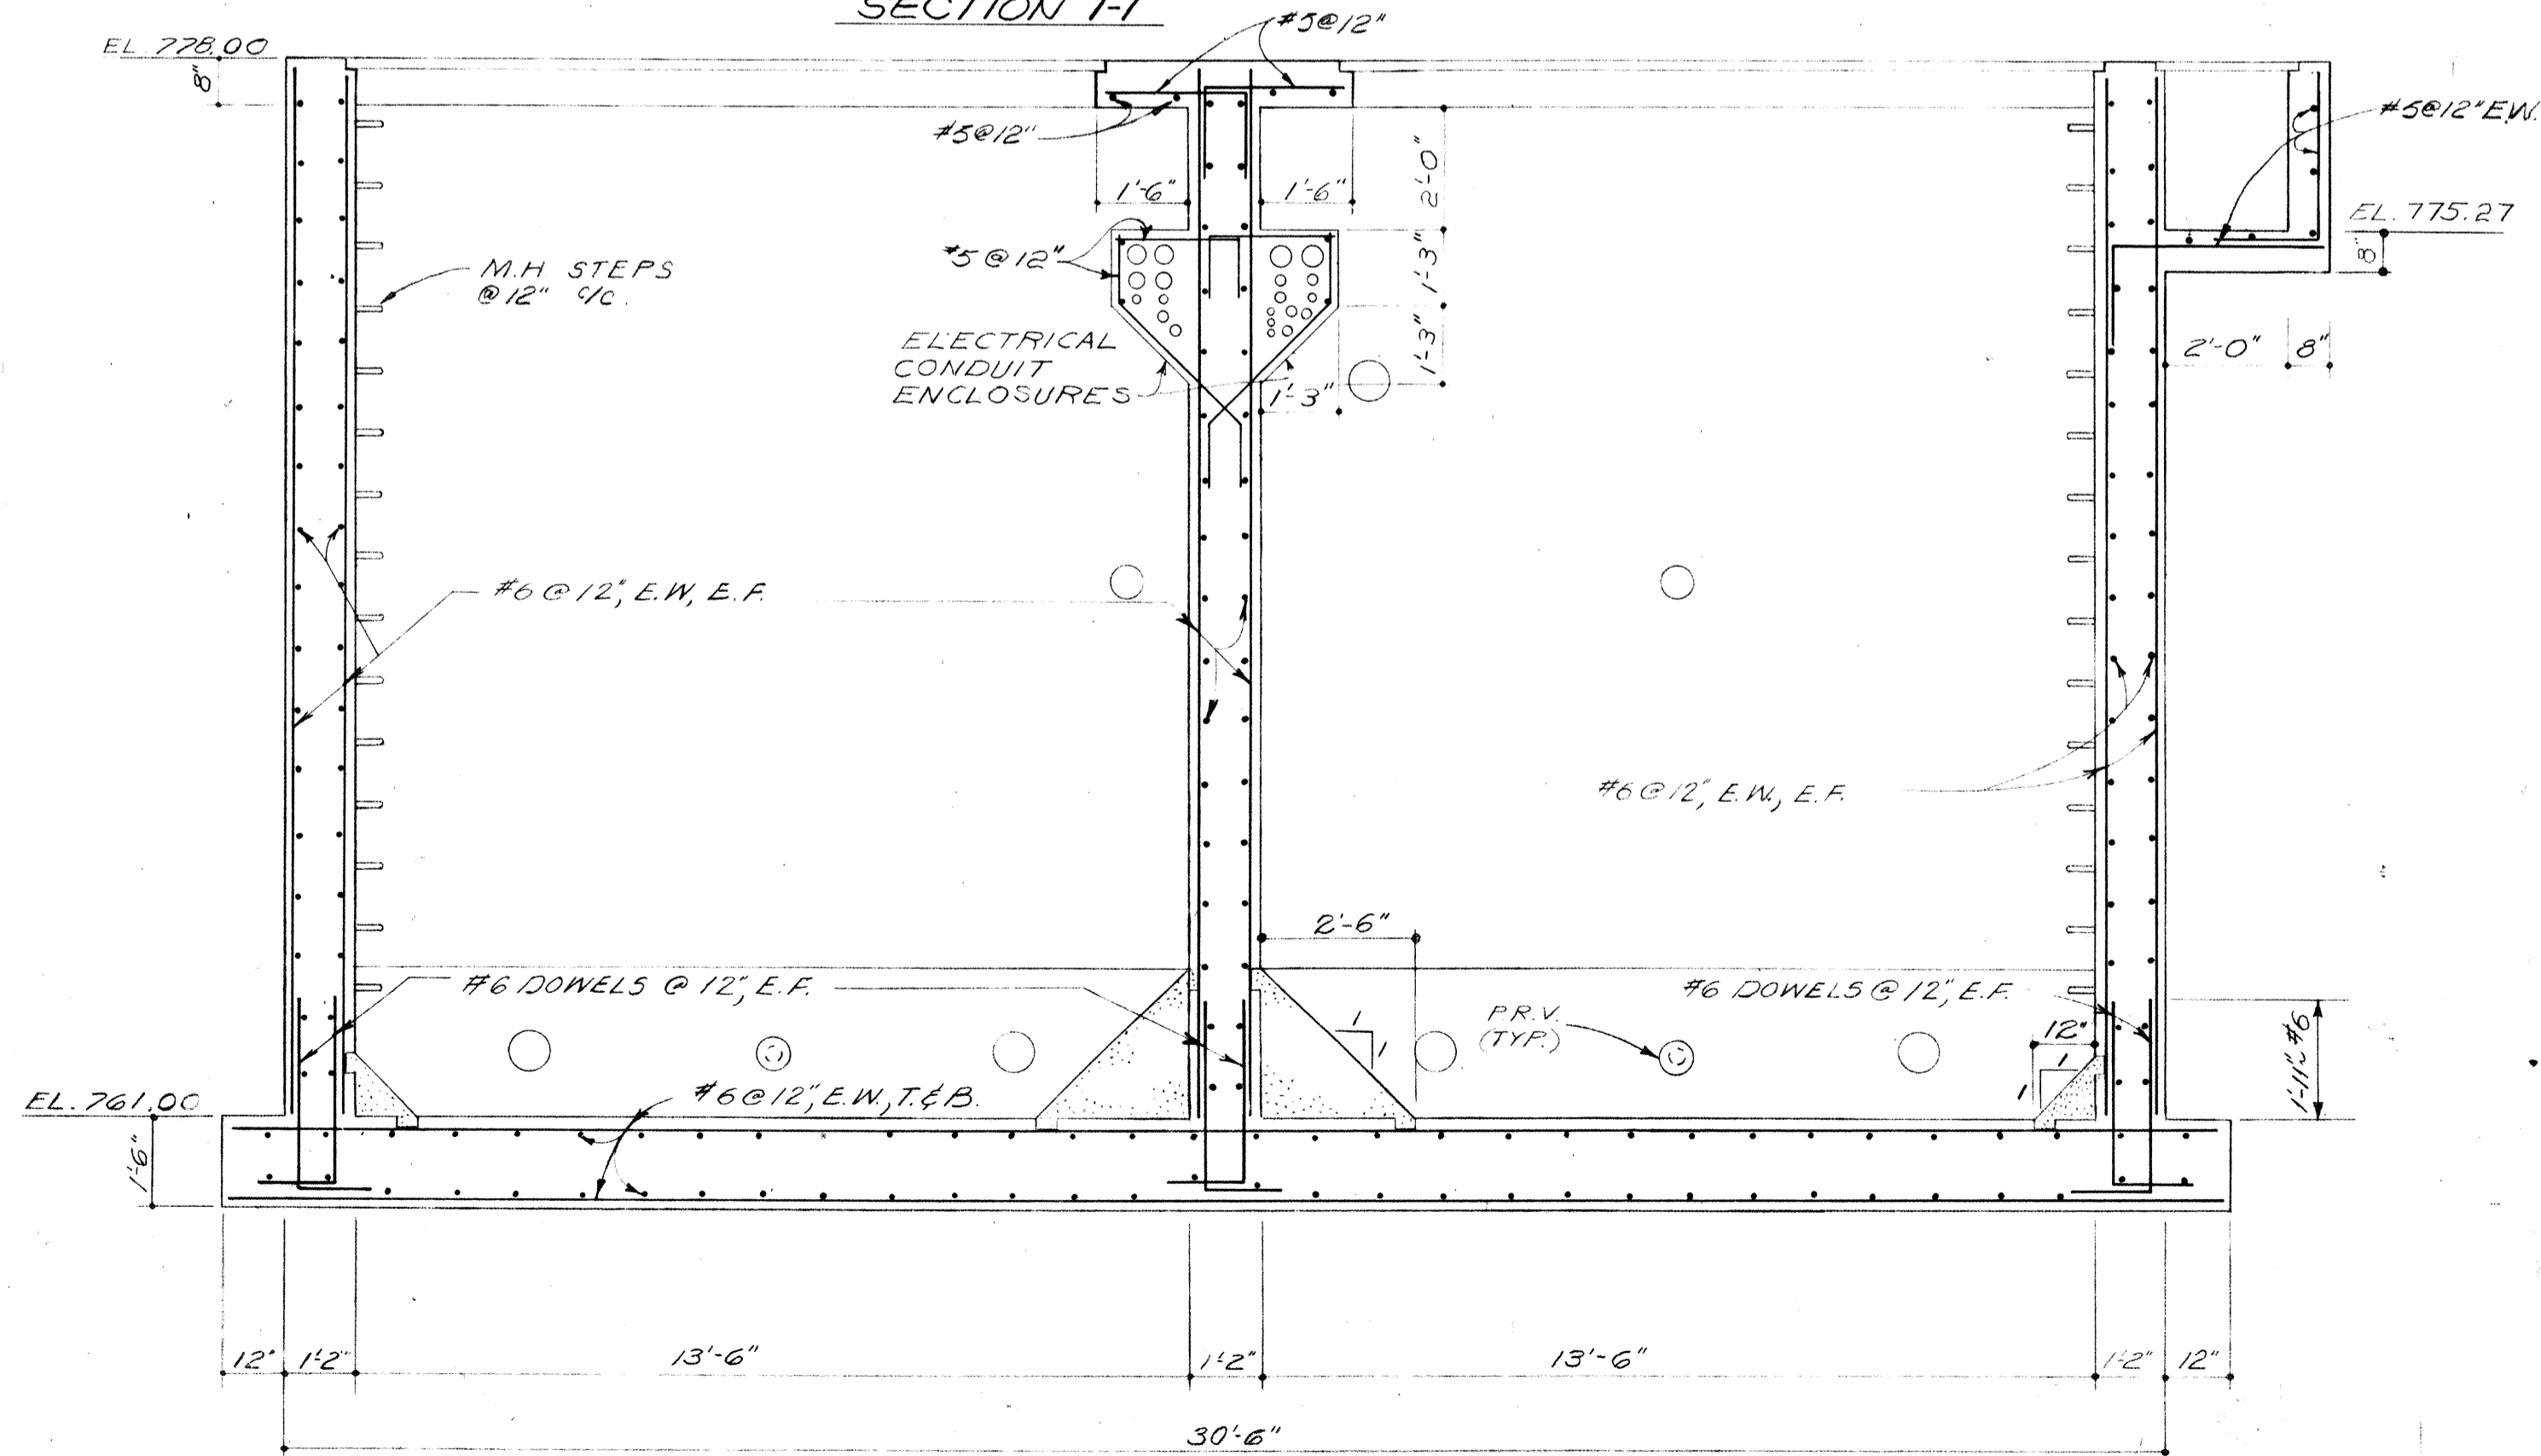 SECTION 1-1
EL. 778.00
8"
#5@12"
#5@12"
#5@12" E.W.
1'-6"
1'-6"
2'-0"
EL. 775.27
8"
#5@12"
1'-3"
M.H. STEPS
@12" c/c.
ELECTRICAL
CONDUIT
ENCLOSURES
1'-3"
1'-3"
2'-0"
8"
#6@12", E.W., E.F.
#6@12", E.W., E.F.
2'-6"
#6 DOWELS @ 12", E.F.
#6 DOWELS @ 12", E.F.
P.R.V.
(TYP.)
1
1
12"
1
1
1'-11" #6
EL. 761.00
#6@12", E.W., T.&B.
1'-6"
12"
1'-2"
13'-6"
1'-2"
13'-6"
1'-2"
12"
30'-6"